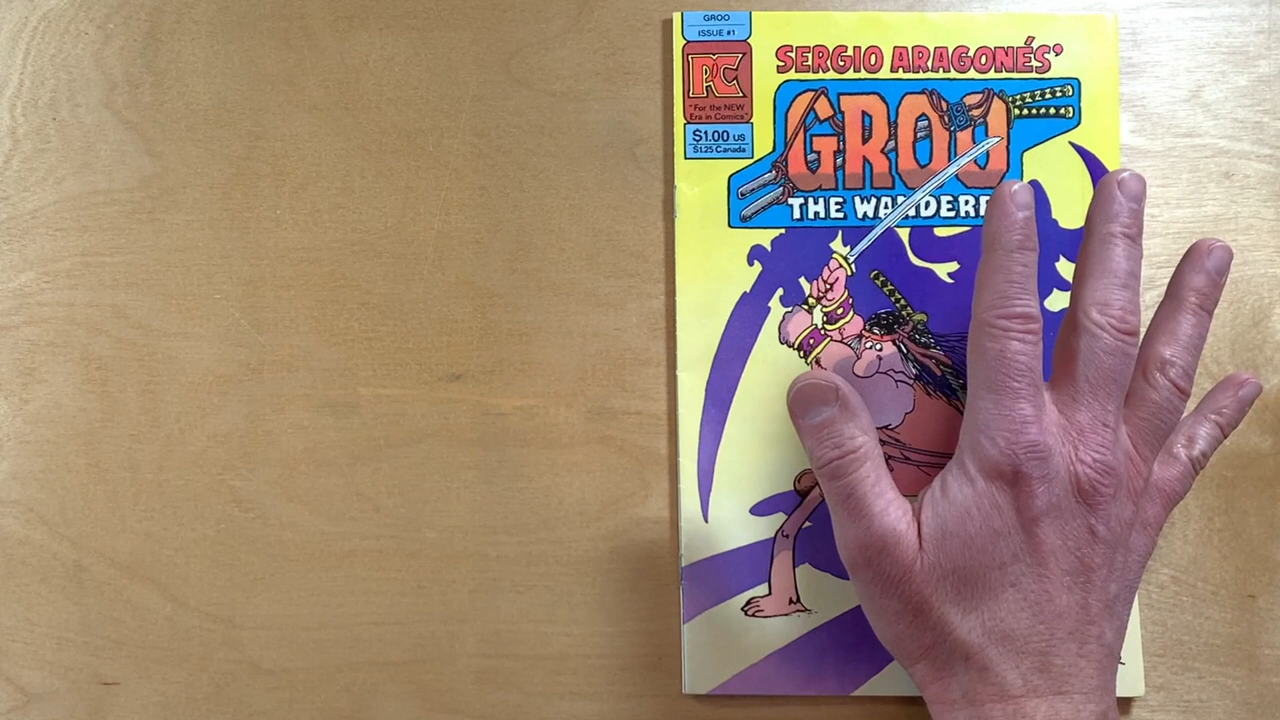 GROO
ISSUE #1
PC
"For the NEW
Era in Comics"
$1.00 US
$1.25 Canada
SERGIO ARAGONÉS'
GROO
THE WANDERE